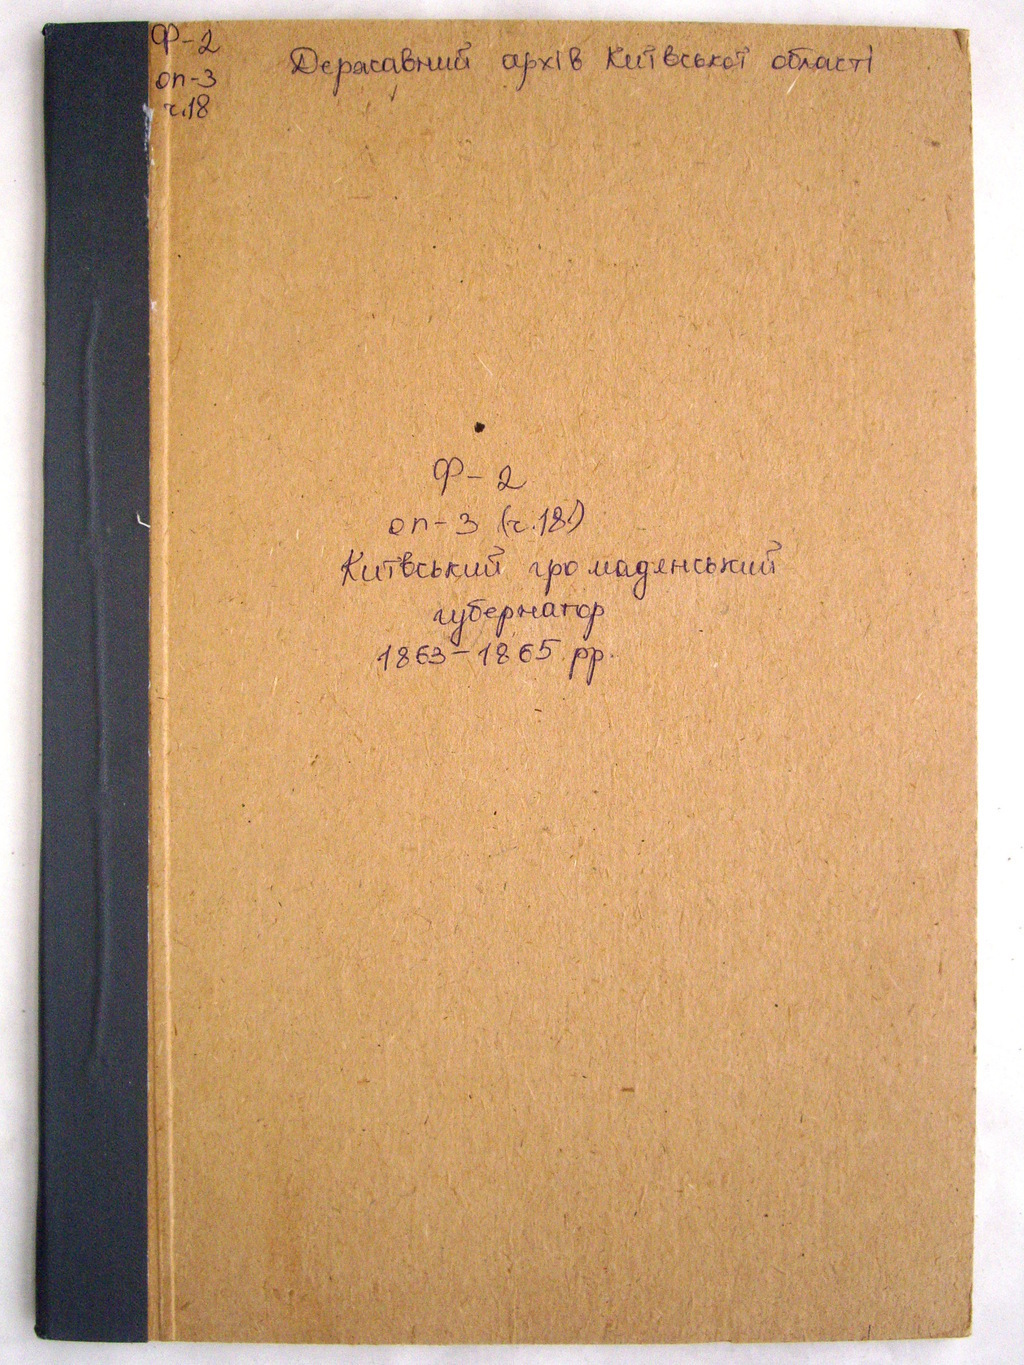 Ф-2
оп-3
ч.18
Державний архів Київської області
Ф-2
оп-3 (ч.18.)
Київський громадянський
губернатор
1863-1865 рр.